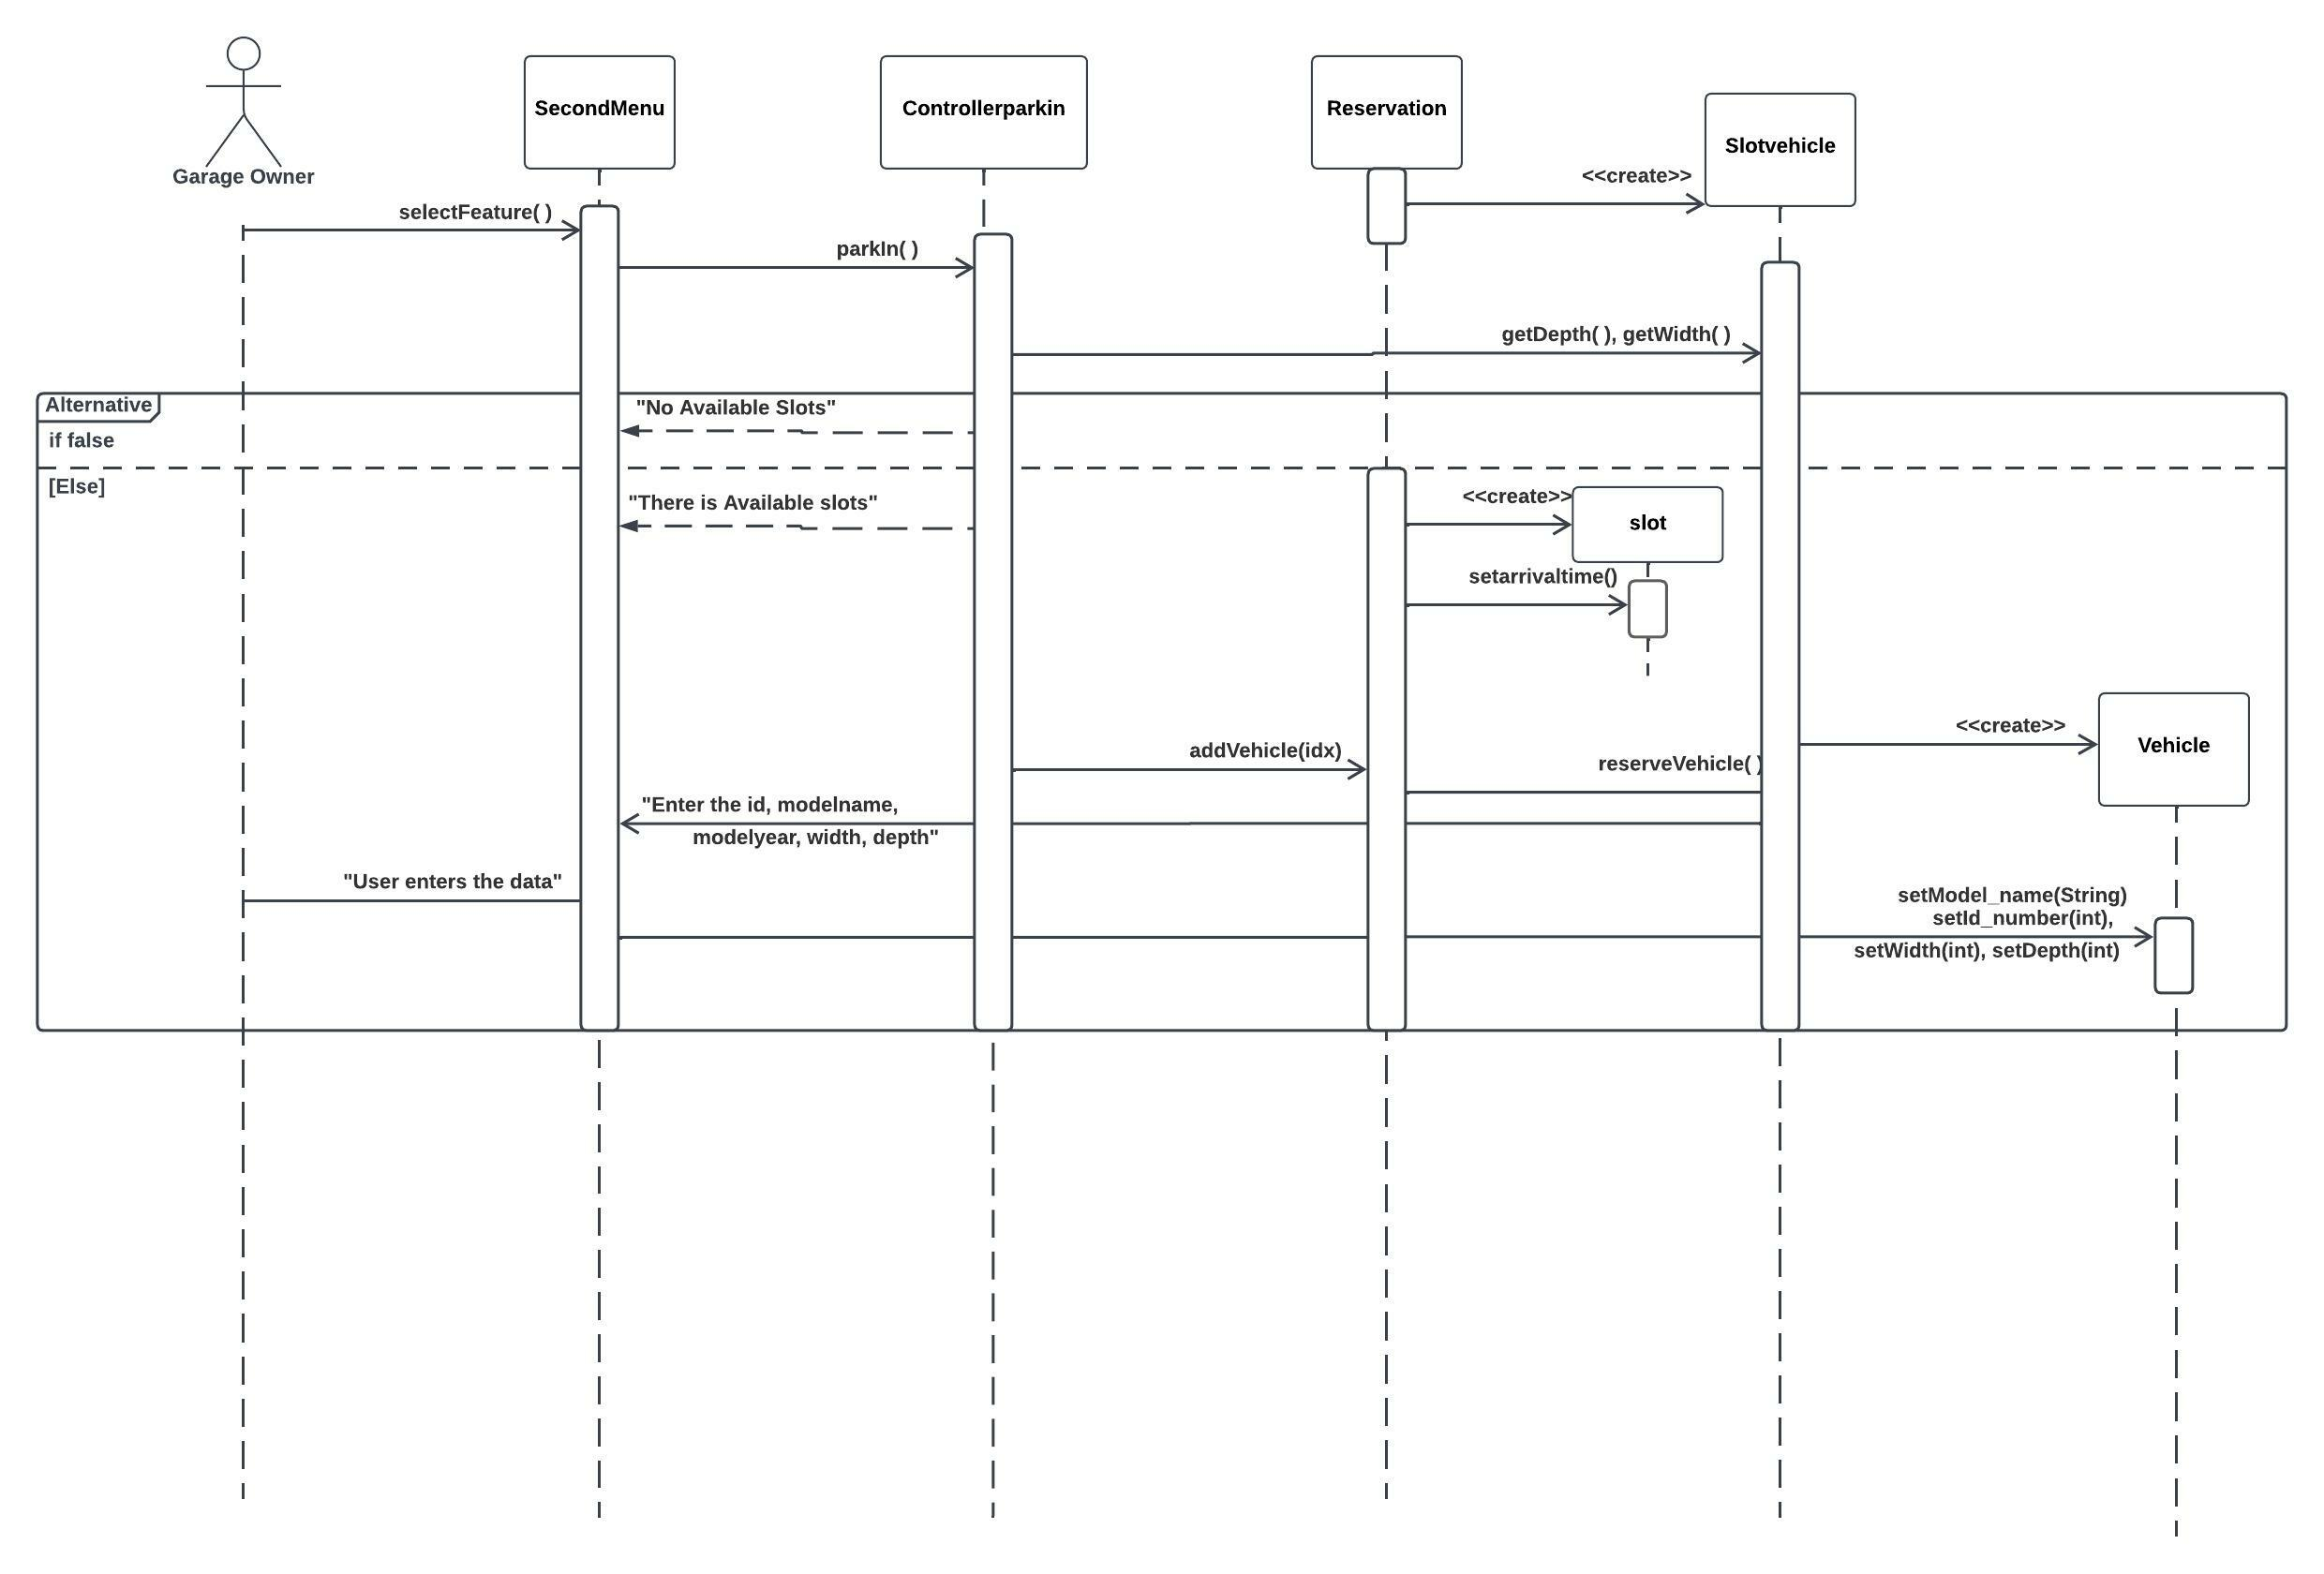 SecondMenu
Controllerparkin
Reservation
Slotvehicle
Garage Owner
<<create>>
selectFeature( )
parkIn( )
getDepth( ), getWidth( )
Alternative
"No Available Slots"
if false
[Else]
"There is Available slots"
<<create>>
slot
setarrivaltime()
<<create>>
Vehicle
addVehicle(idx)
reserveVehicle( )
"Enter the id, modelname,
modelyear, width, depth"
"User enters the data"
setModel_name(String)
setId_number(int),
setWidth(int), setDepth(int)